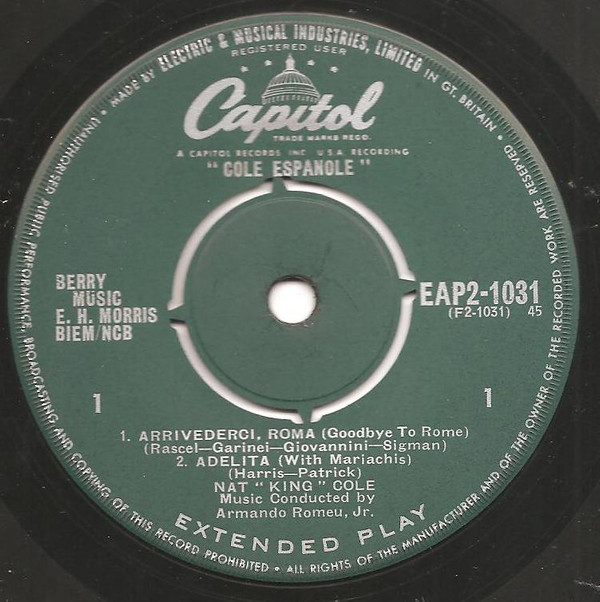 MADE BY ELECTRIC & MUSICAL INDUSTRIES, LIMITED IN GT. BRITAIN •
REGISTERED USER
Capitol
TRADE MARK REGD.
A CAPITOL RECORDS INC U.S.A RECORDING
" COLE ESPANOLE "
BERRY
MUSIC
E. H. MORRIS
BIEM/NCB
EAP2-1031
(F2-1031) 45
1
1
1. ARRIVEDERCI, ROMA (Goodbye To Rome)
(Rascel—Garinei—Giovannini—Sigman)
2. ADELITA (With Mariachis)
(Harris—Patrick)
NAT "KING" COLE
Music Conducted by
Armando Romeu, Jr.
EXTENDED PLAY
ALL RIGHTS OF THE MANUFACTURER AND OF THE OWNER OF THE RECORDED WORK ARE RESERVED •
UNAUTHORISED PUBLIC PERFORMANCE, BROADCASTING AND COPYING OF THIS RECORD PROHIBITED •